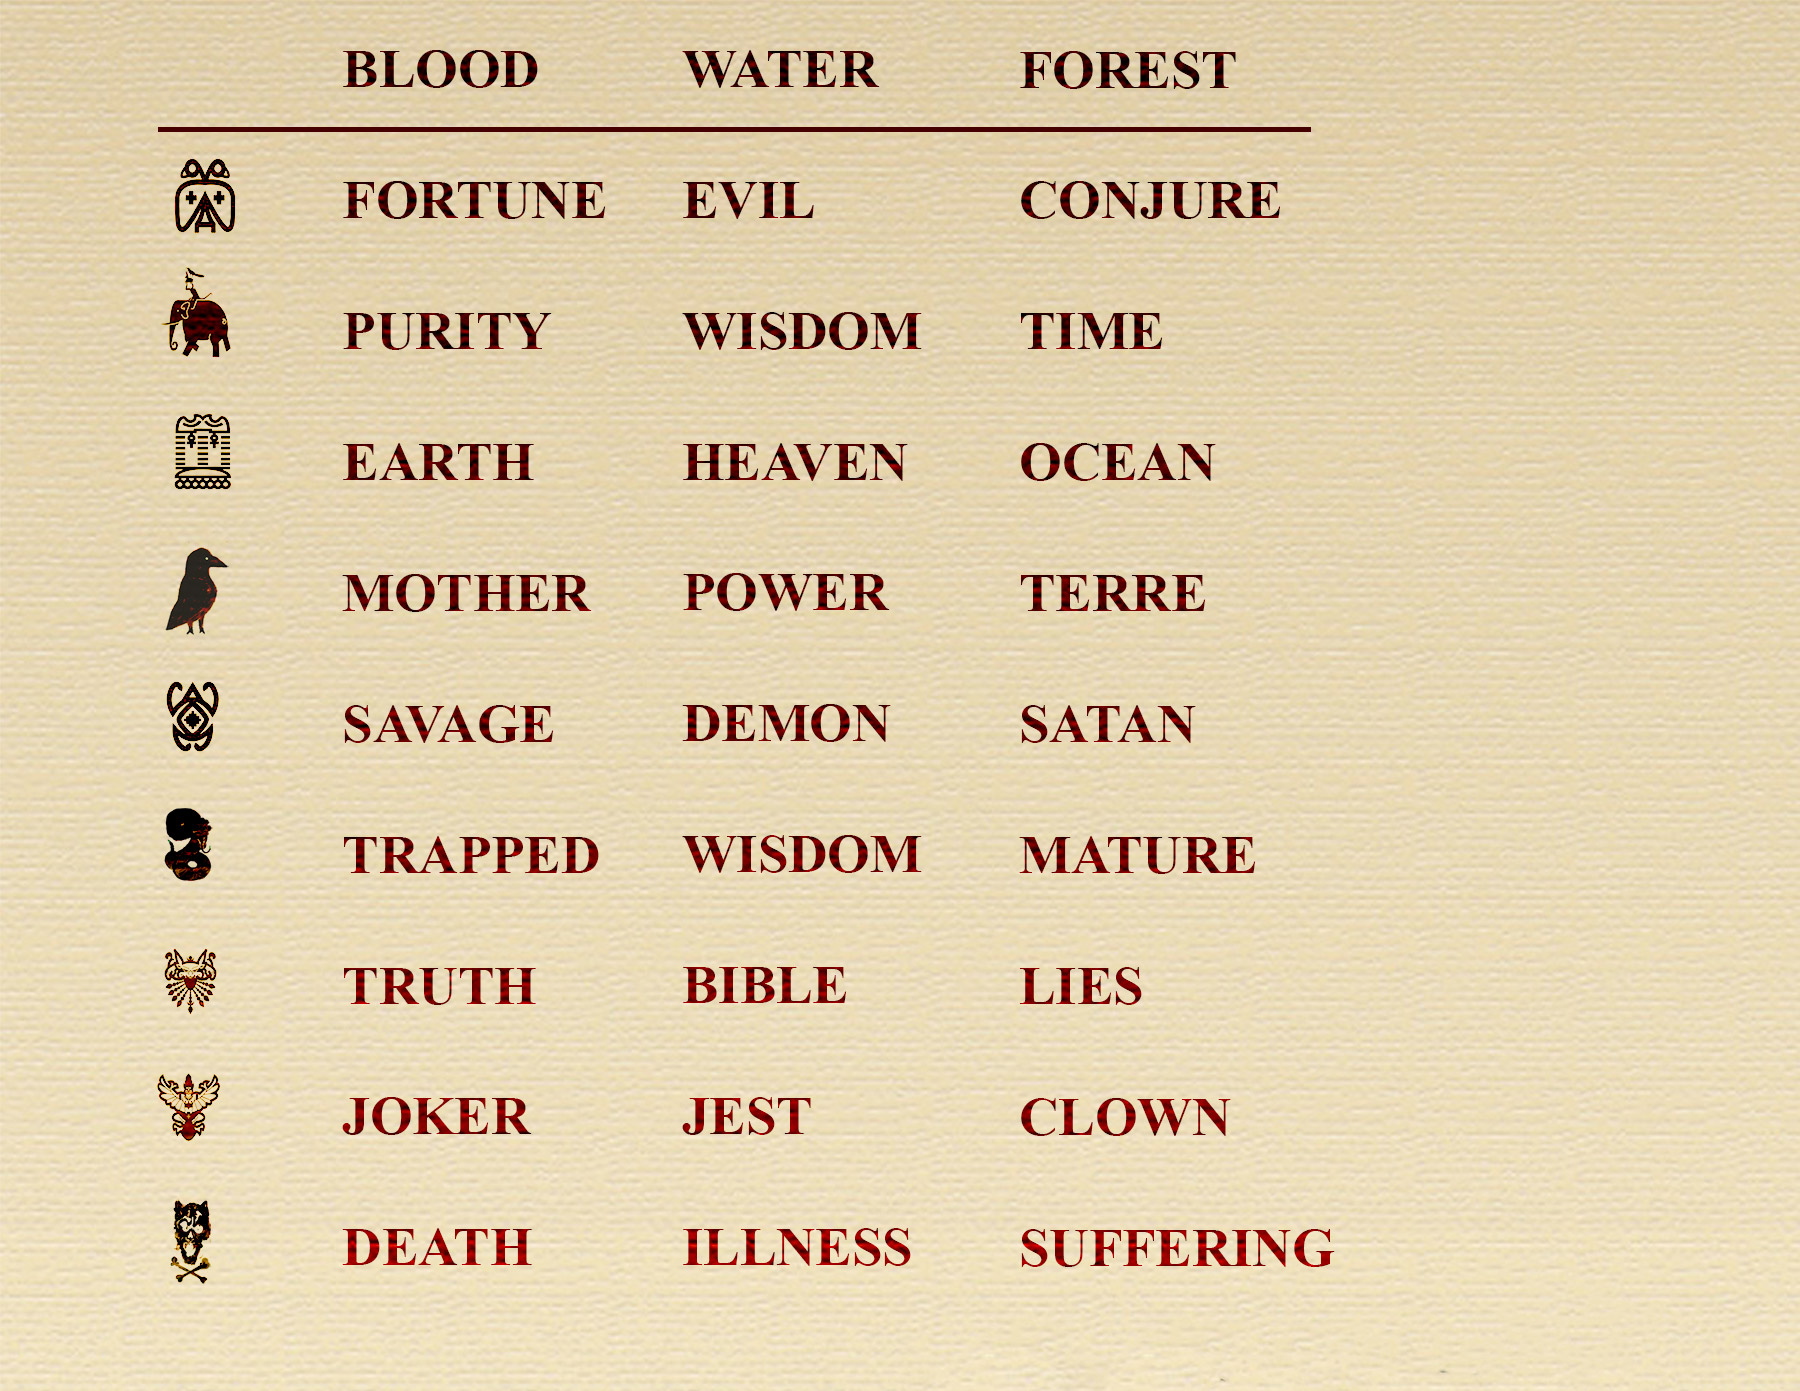 BLOOD WATER FOREST
FORTUNE EVIL CONJURE
PURITY WISDOM TIME
EARTH HEAVEN OCEAN
MOTHER POWER TERRE
SAVAGE DEMON SATAN
TRAPPED WISDOM MATURE
TRUTH BIBLE LIES
JOKER JEST CLOWN
DEATH ILLNESS SUFFERING